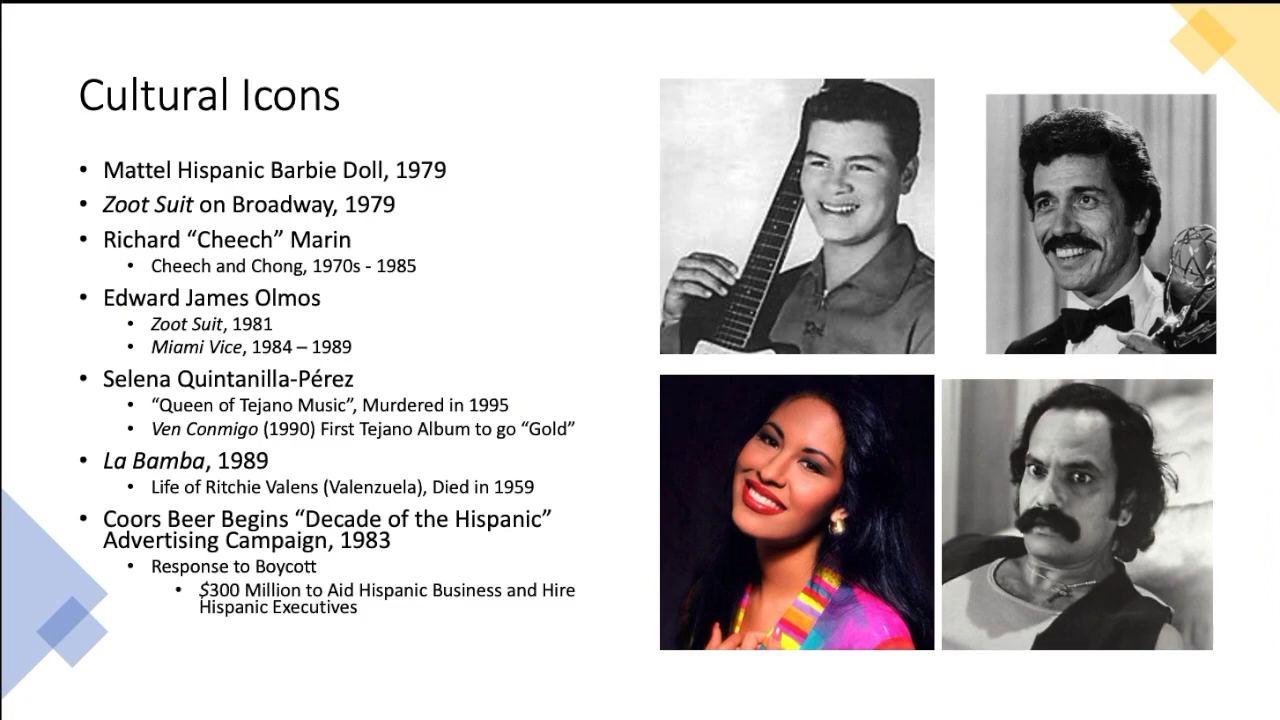 Cultural Icons
• Mattel Hispanic Barbie Doll, 1979
• Zoot Suit on Broadway, 1979
• Richard “Cheech” Marin
• Cheech and Chong, 1970s - 1985
• Edward James Olmos
• Zoot Suit, 1981
• Miami Vice, 1984 – 1989
• Selena Quintanilla-Pérez
• “Queen of Tejano Music”, Murdered in 1995
• Ven Conmigo (1990) First Tejano Album to go “Gold”
• La Bamba, 1989
• Life of Ritchie Valens (Valenzuela), Died in 1959
• Coors Beer Begins “Decade of the Hispanic”
Advertising Campaign, 1983
• Response to Boycott
• $300 Million to Aid Hispanic Business and Hire
Hispanic Executives